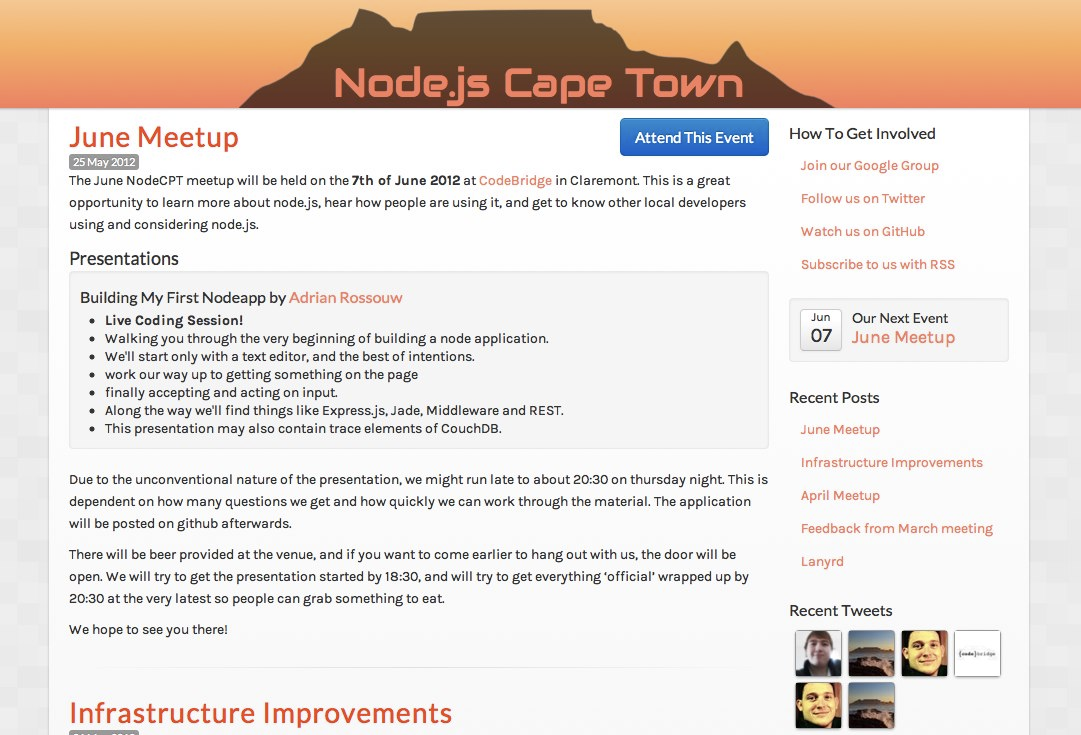 Node.js Cape Town
June Meetup
Attend This Event
25 May 2012
The June NodeCPT meetup will be held on the 7th of June 2012 at CodeBridge in Claremont. This is a great
opportunity to learn more about node.js, hear how people are using it, and get to know other local developers
using and considering node.js.
Presentations
Building My First Nodeapp by Adrian Rossouw
• Live Coding Session!
• Walking you through the very beginning of building a node application.
• We'll start only with a text editor, and the best of intentions.
• work our way up to getting something on the page
• finally accepting and acting on input.
• Along the way we'll find things like Express.js, Jade, Middleware and REST.
• This presentation may also contain trace elements of CouchDB.
Due to the unconventional nature of the presentation, we might run late to about 20:30 on thursday night. This is
dependent on how many questions we get and how quickly we can work through the material. The application
will be posted on github afterwards.
There will be beer provided at the venue, and if you want to come earlier to hang out with us, the door will be
open. We will try to get the presentation started by 18:30, and will try to get everything ‘official’ wrapped up by
20:30 at the very latest so people can grab something to eat.
We hope to see you there!
Infrastructure Improvements
How To Get Involved
Join our Google Group
Follow us on Twitter
Watch us on GitHub
Subscribe to us with RSS
Jun
07
Our Next Event
June Meetup
Recent Posts
June Meetup
Infrastructure Improvements
April Meetup
Feedback from March meeting
Lanyrd
Recent Tweets
{code}bridge